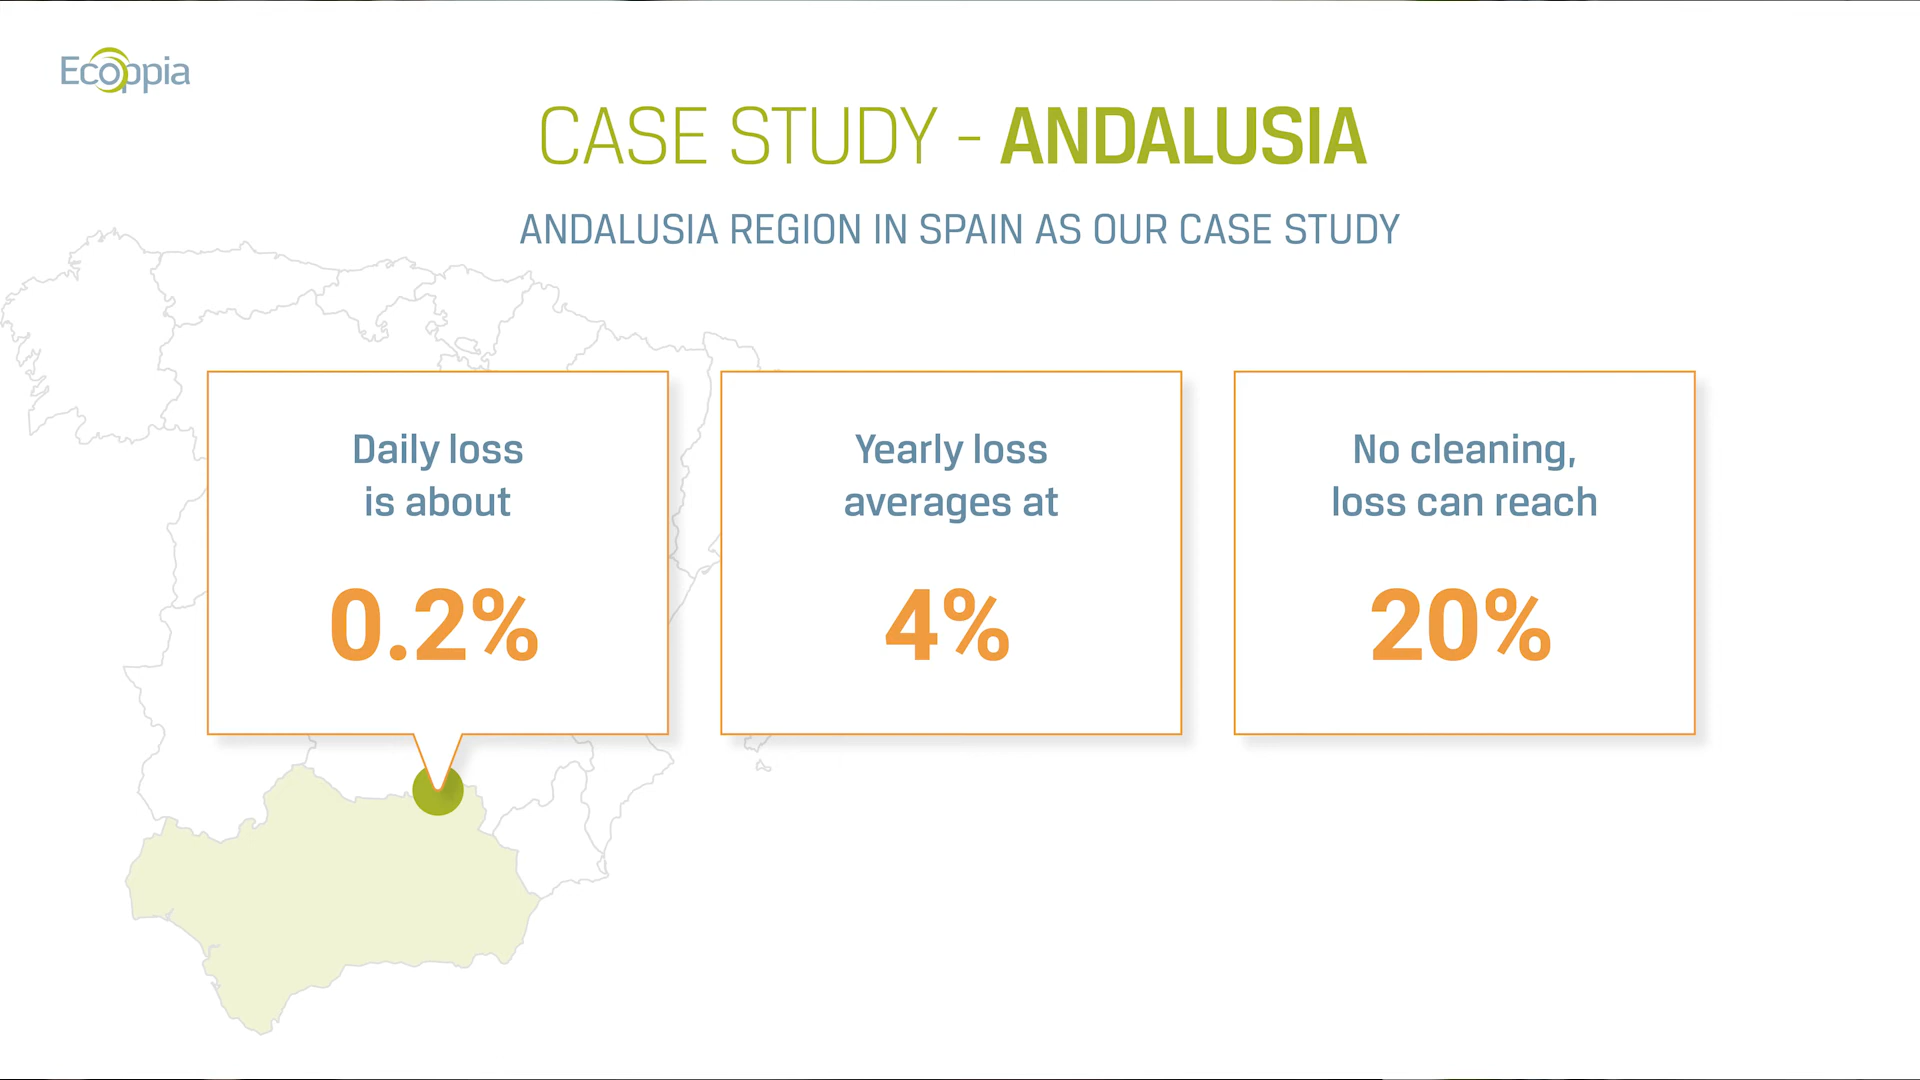 Ecoppia
CASE STUDY - ANDALUSIA
ANDALUSIA REGION IN SPAIN AS OUR CASE STUDY
Daily loss
is about
0.2%
Yearly loss
averages at
4%
No cleaning,
loss can reach
20%